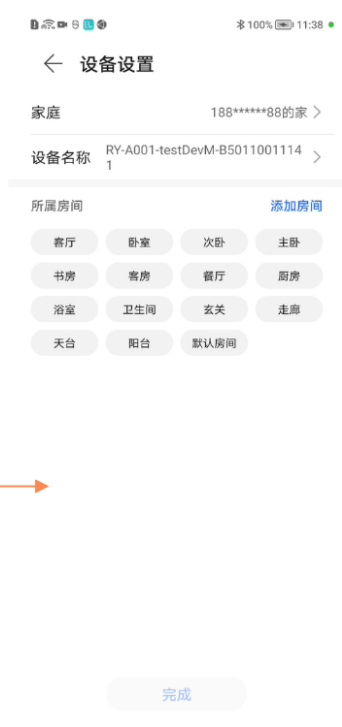 100% 11:38
设备设置
家庭 188******88的家
设备名称 RY-A001-testDevM-B5011001114
1
所属房间 添加房间
客厅 卧室 次卧 主卧
书房 客房 餐厅 厨房
浴室 卫生间 玄关 走廊
天台 阳台 默认房间
完成